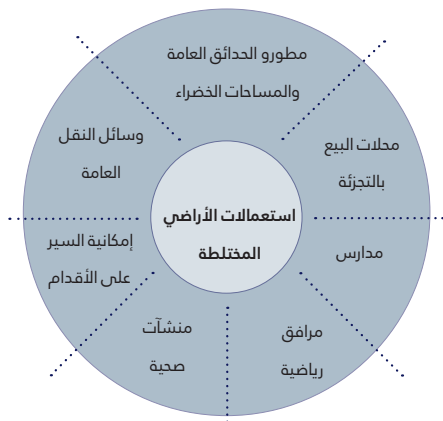 مطورو الحدائق العامة
والمساحات الخضراء
محلات البيع
بالتجزئة
مدارس
مرافق
رياضية
منشآت
صحية
إمكانية السير
على الأقدام
وسائل النقل
العامة
استعمالات الأراضي
المختلطة